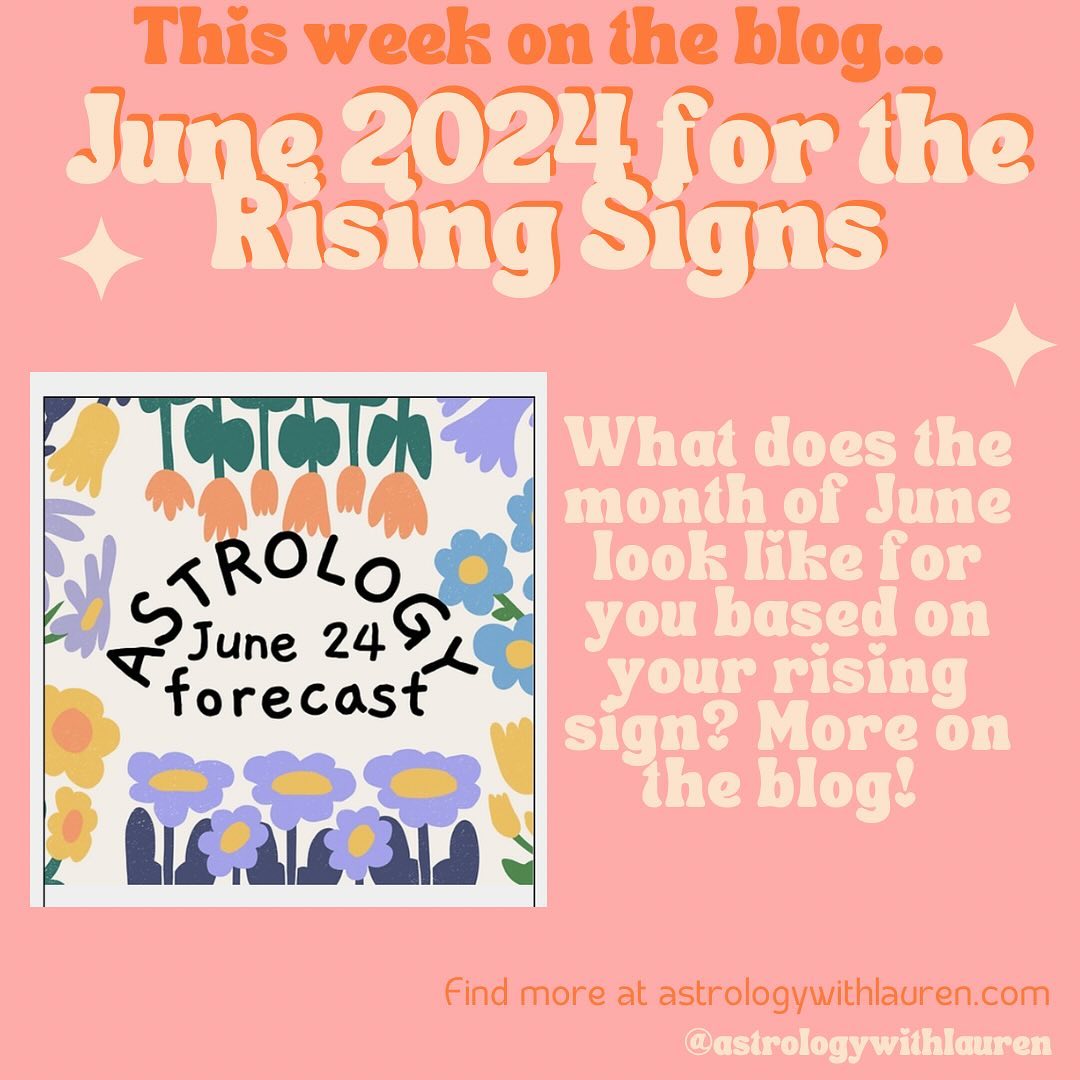 This week on the blog...
June 2024 for the
Rising Signs
ASTROLOGY
June 24
forecast
What does the
month of June
look like for
you based on
your rising
sign? More on
the blog!
Find more at astrologywithlauren.com
@astrologywithlauren